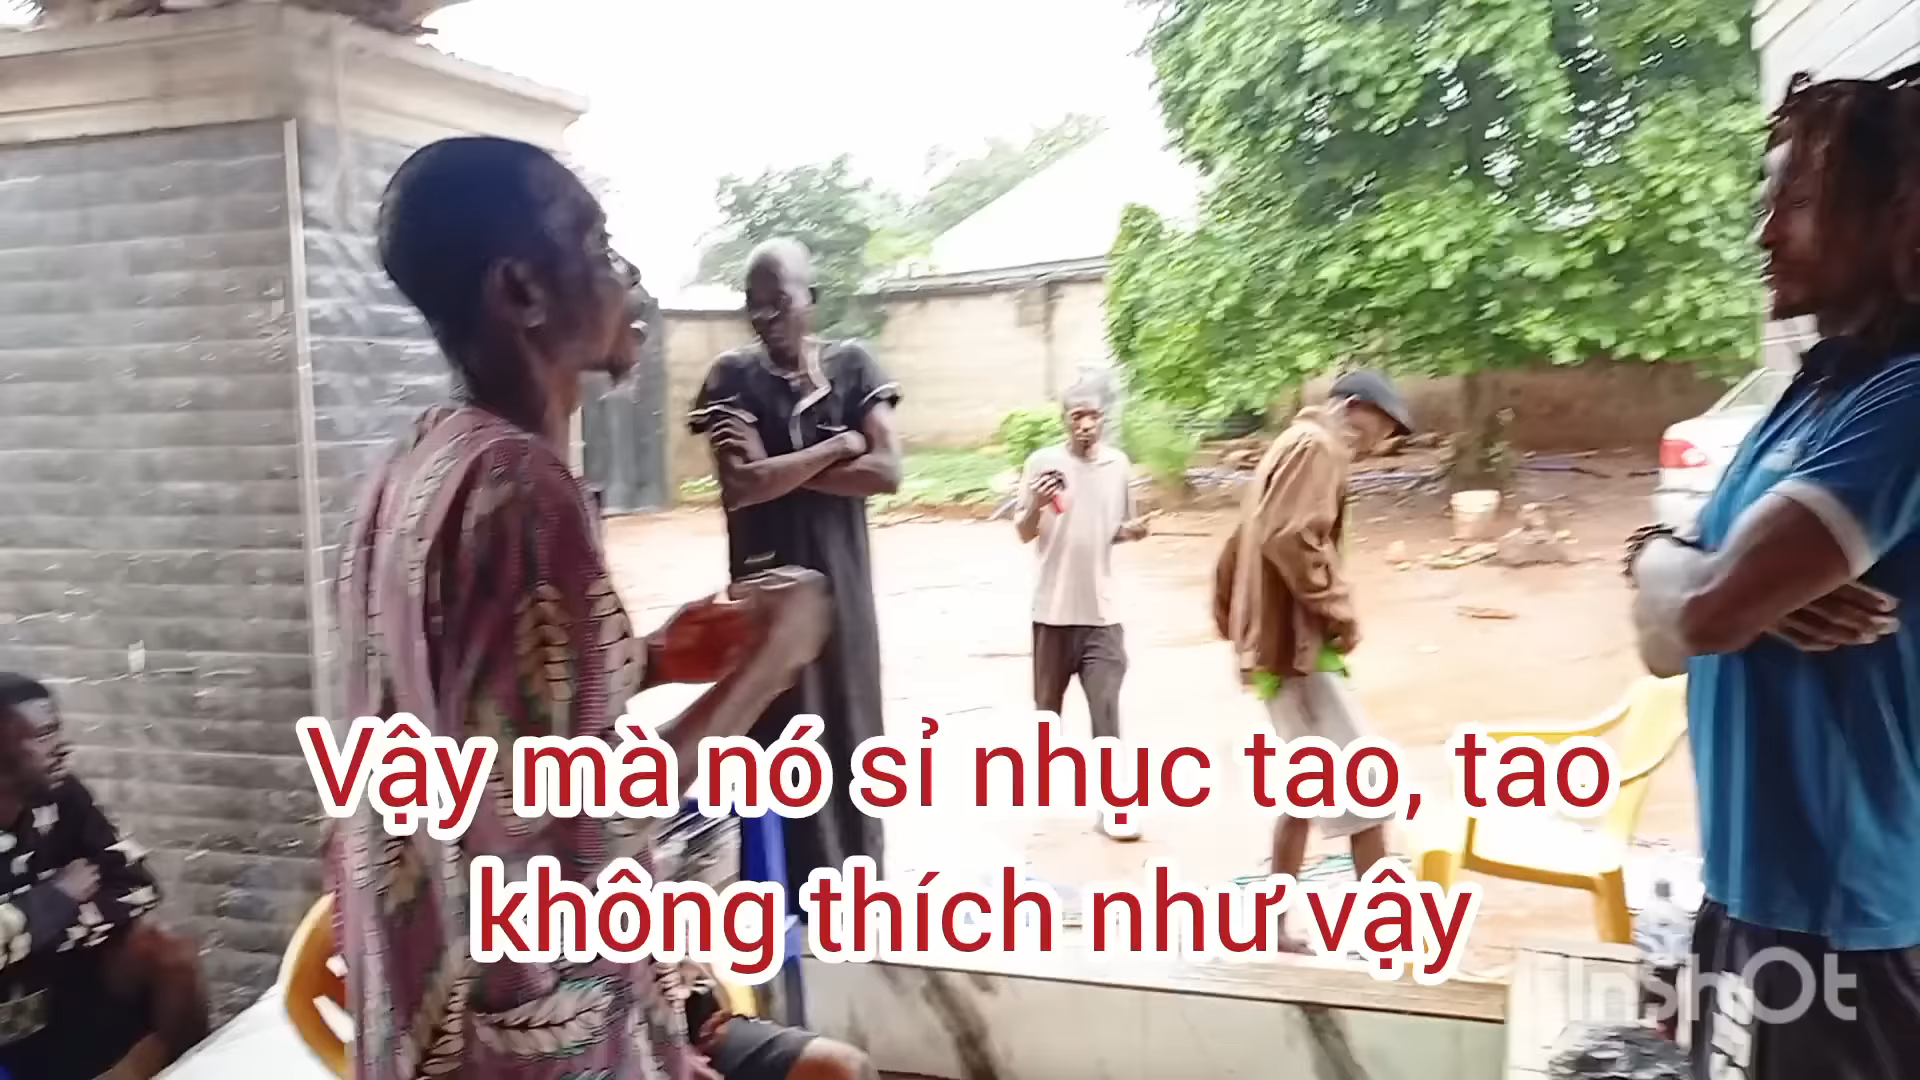 Vậy mà nó sỉ nhục tao, tao
không thích như vậy
InShOt